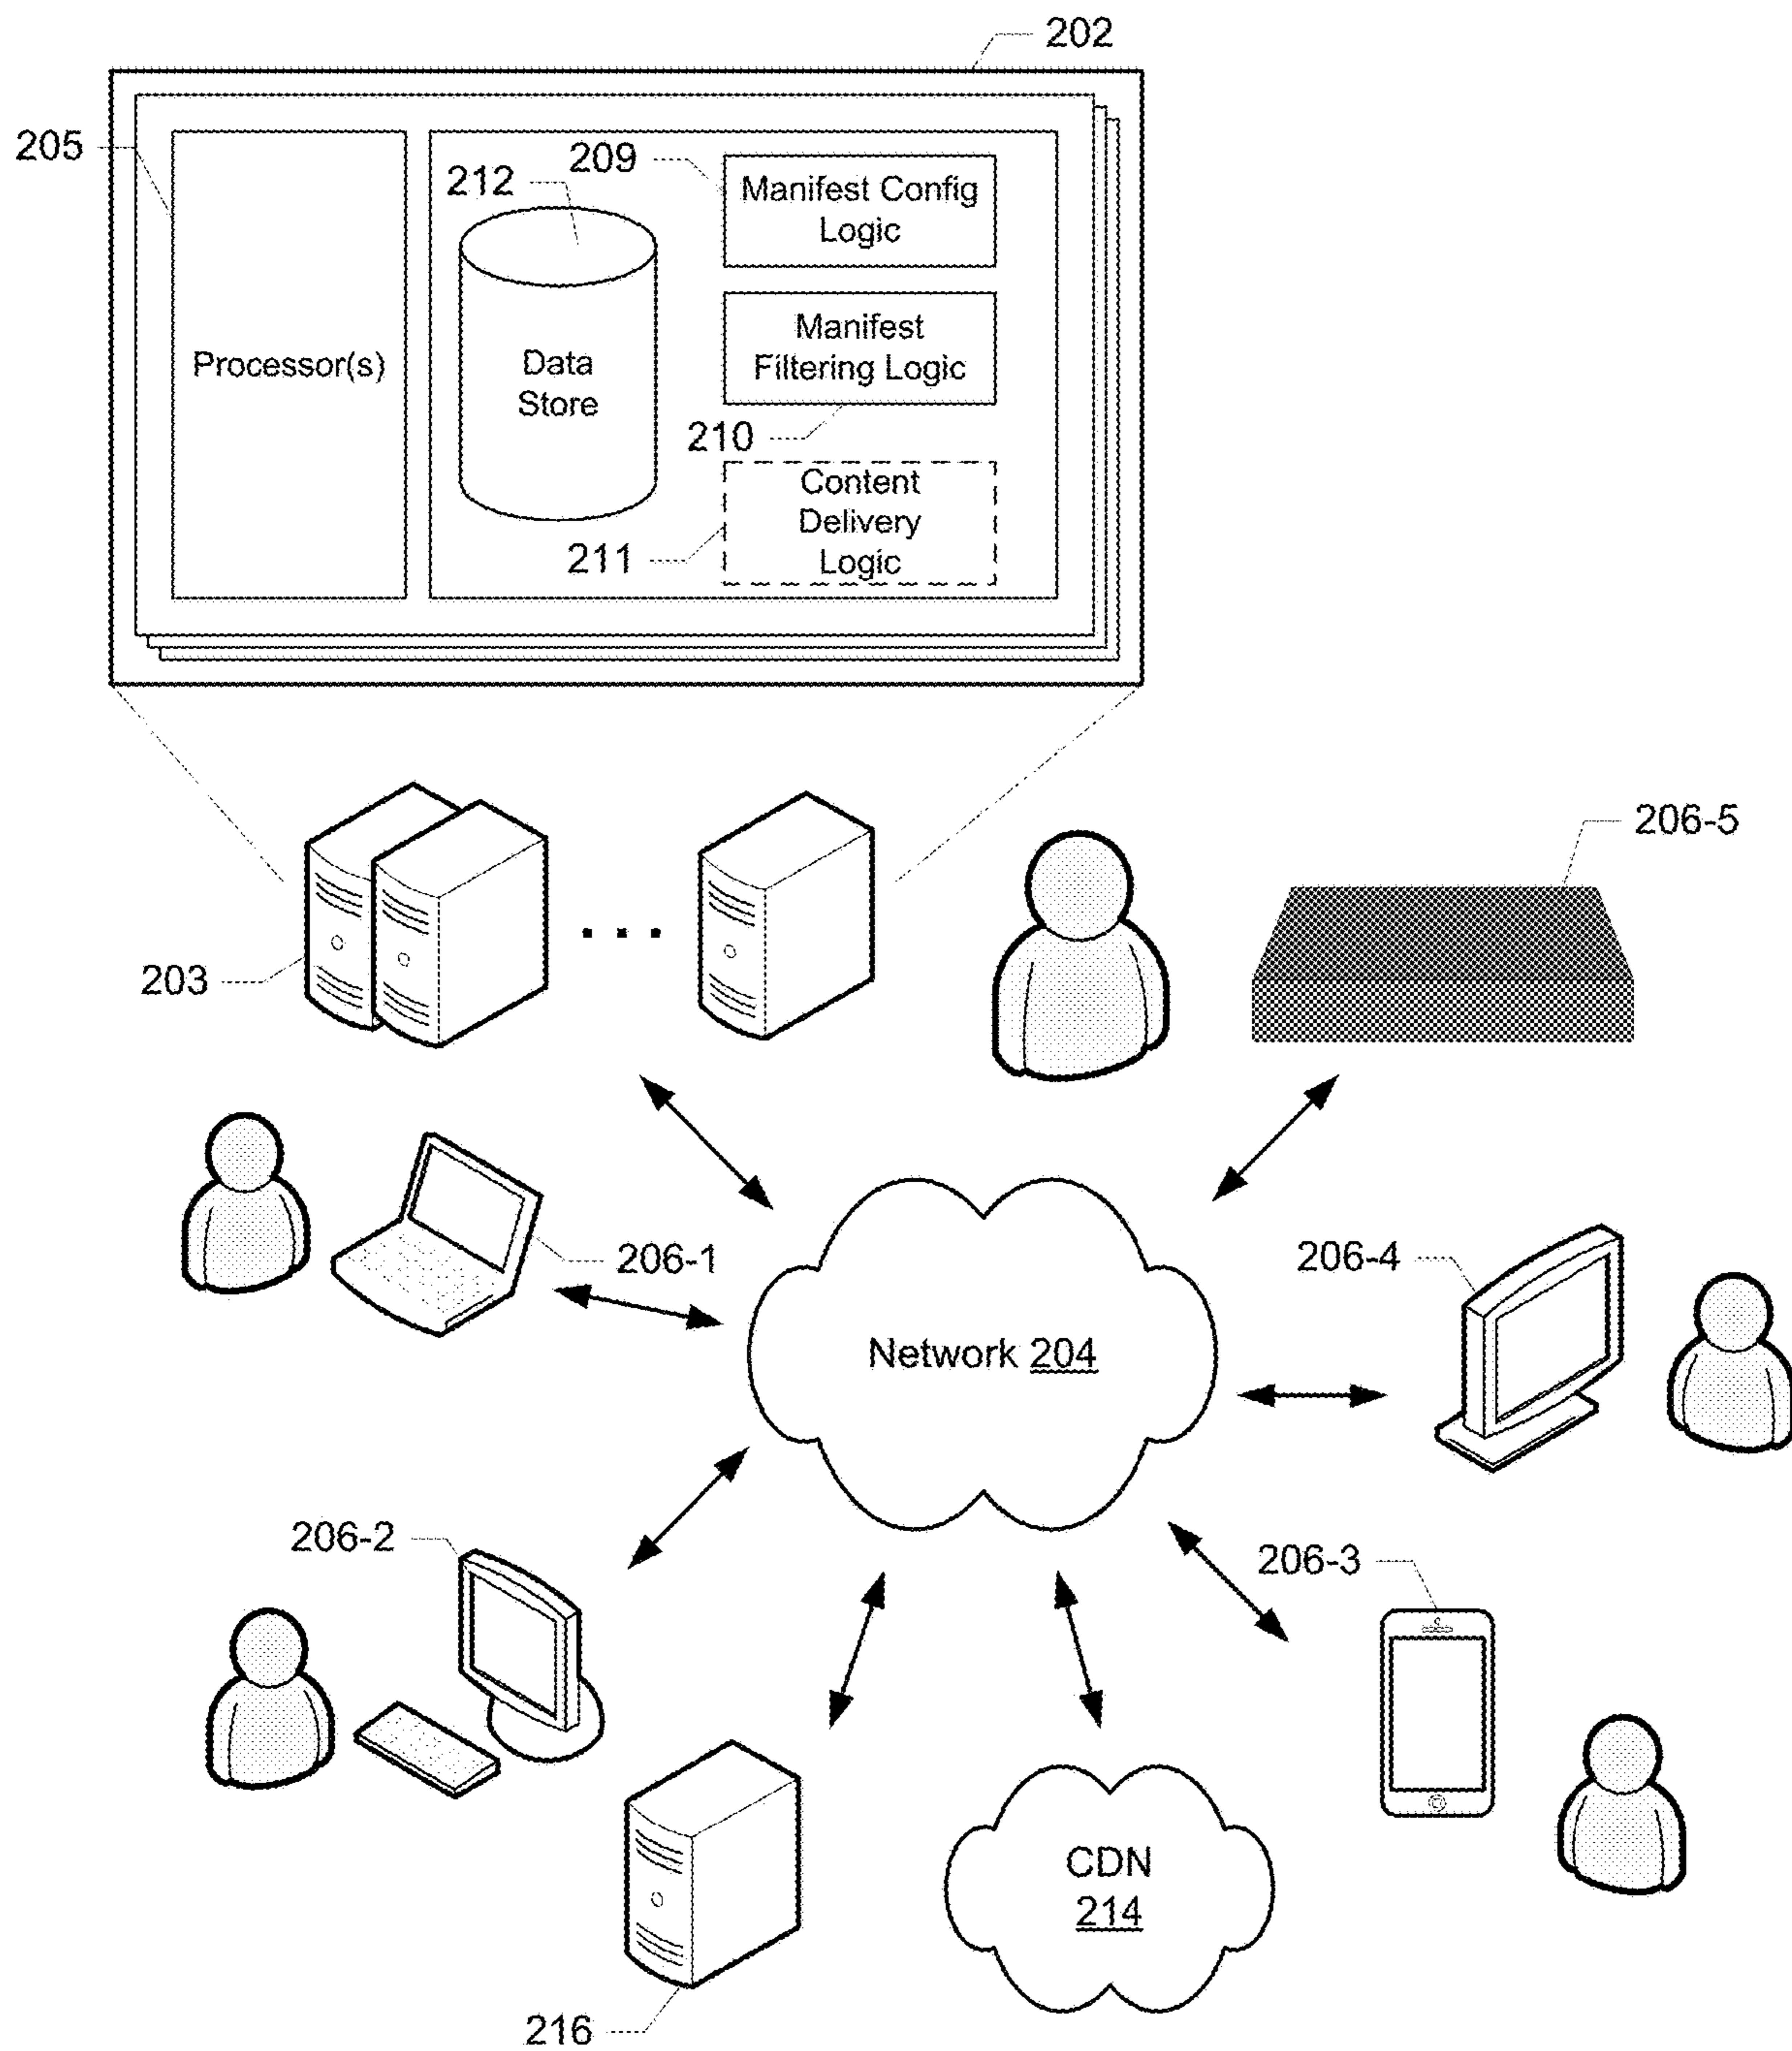 202
205
209
212
Manifest Config
Logic
Manifest
Filtering Logic
Processor(s)
Data
Store
210
Content
Delivery
Logic
211
206-5
203
206-1
206-4
Network 204
206-2
206-3
CDN
214
216